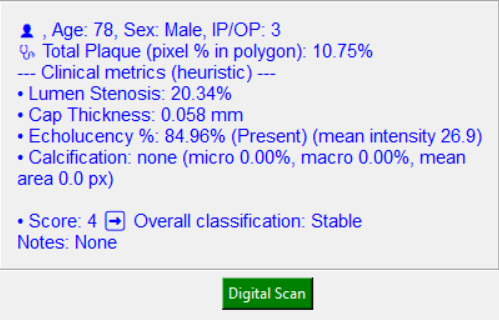 👤 , Age: 78, Sex: Male, IP/OP: 3
🩺 Total Plaque (pixel % in polygon): 10.75%
--- Clinical metrics (heuristic) ---
• Lumen Stenosis: 20.34%
• Cap Thickness: 0.058 mm
• Echolucency %: 84.96% (Present) (mean intensity 26.9)
• Calcification: none (micro 0.00%, macro 0.00%, mean
area 0.0 px)
• Score: 4 ➡ Overall classification: Stable
Notes: None
Digital Scan